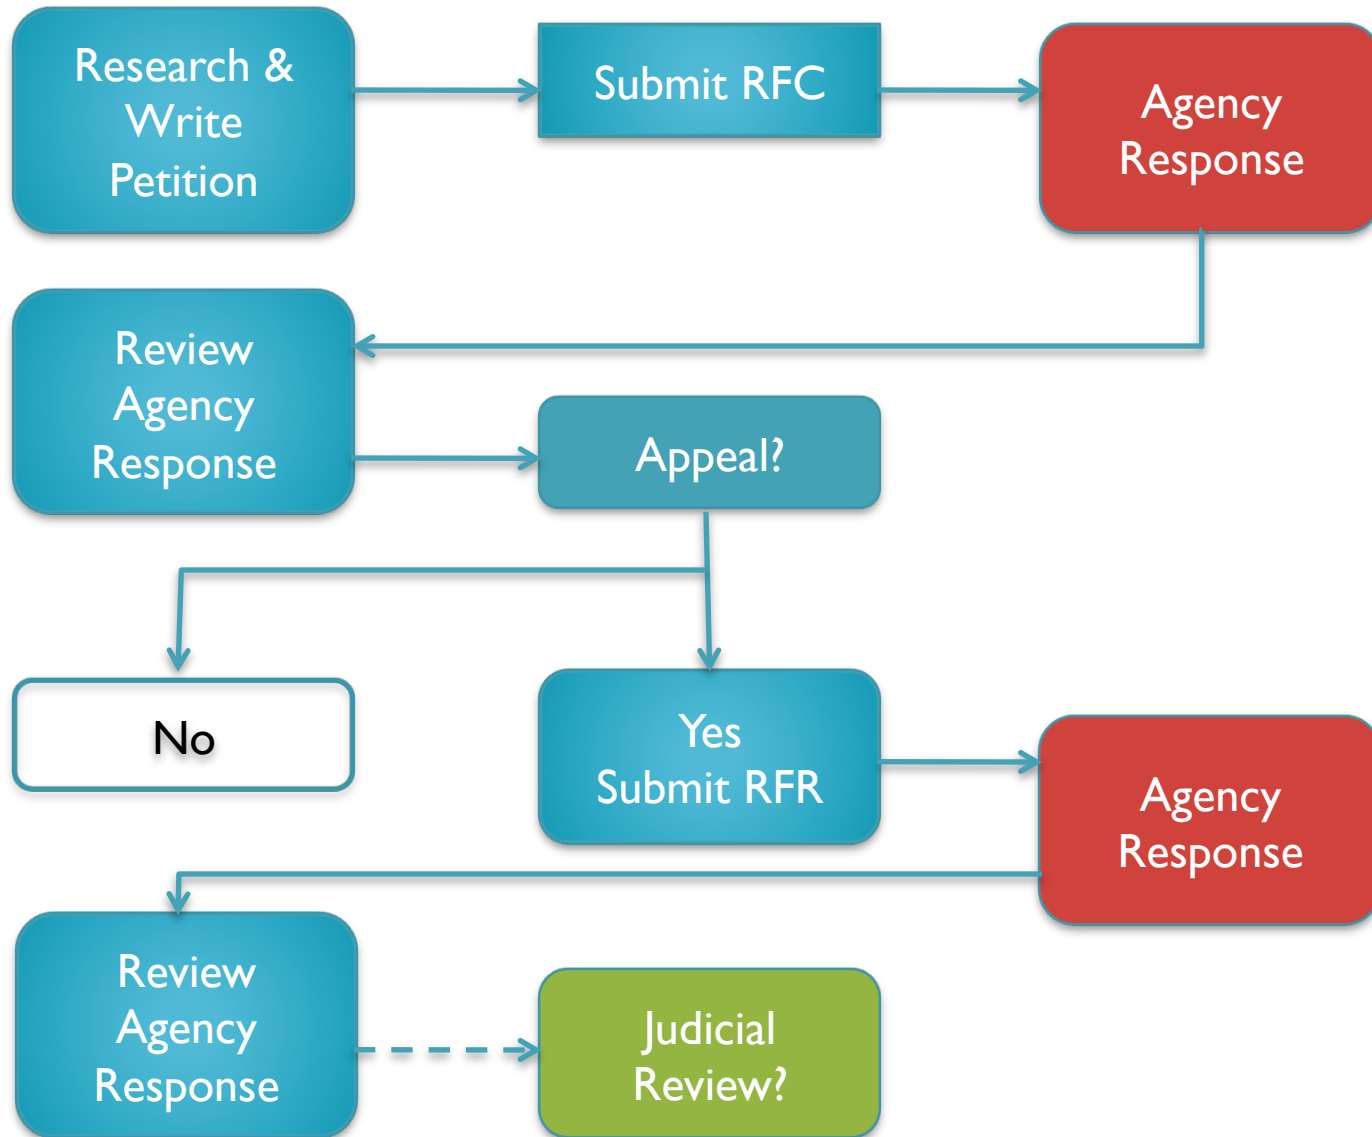 Research &
Write
Petition
Submit RFC
Agency
Response
Review
Agency
Response
Appeal?
No
Yes
Submit RFR
Agency
Response
Review
Agency
Response
Judicial
Review?